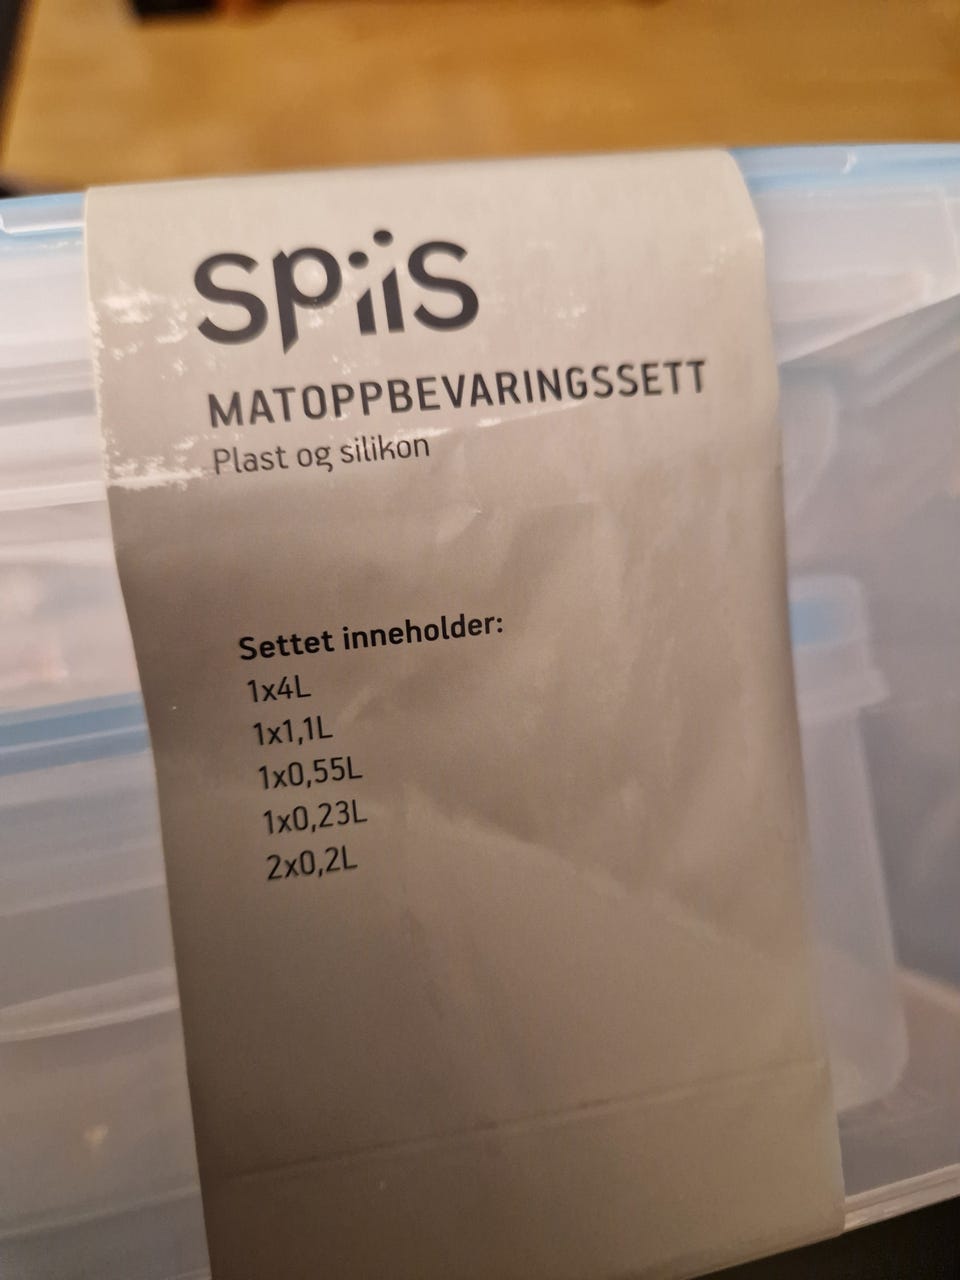 spiis
MATOPPBEVARINGSSETT
Plast og silikon
Settet inneholder:
1x4L
1x1,1L
1x0,55L
1x0,23L
2x0,2L